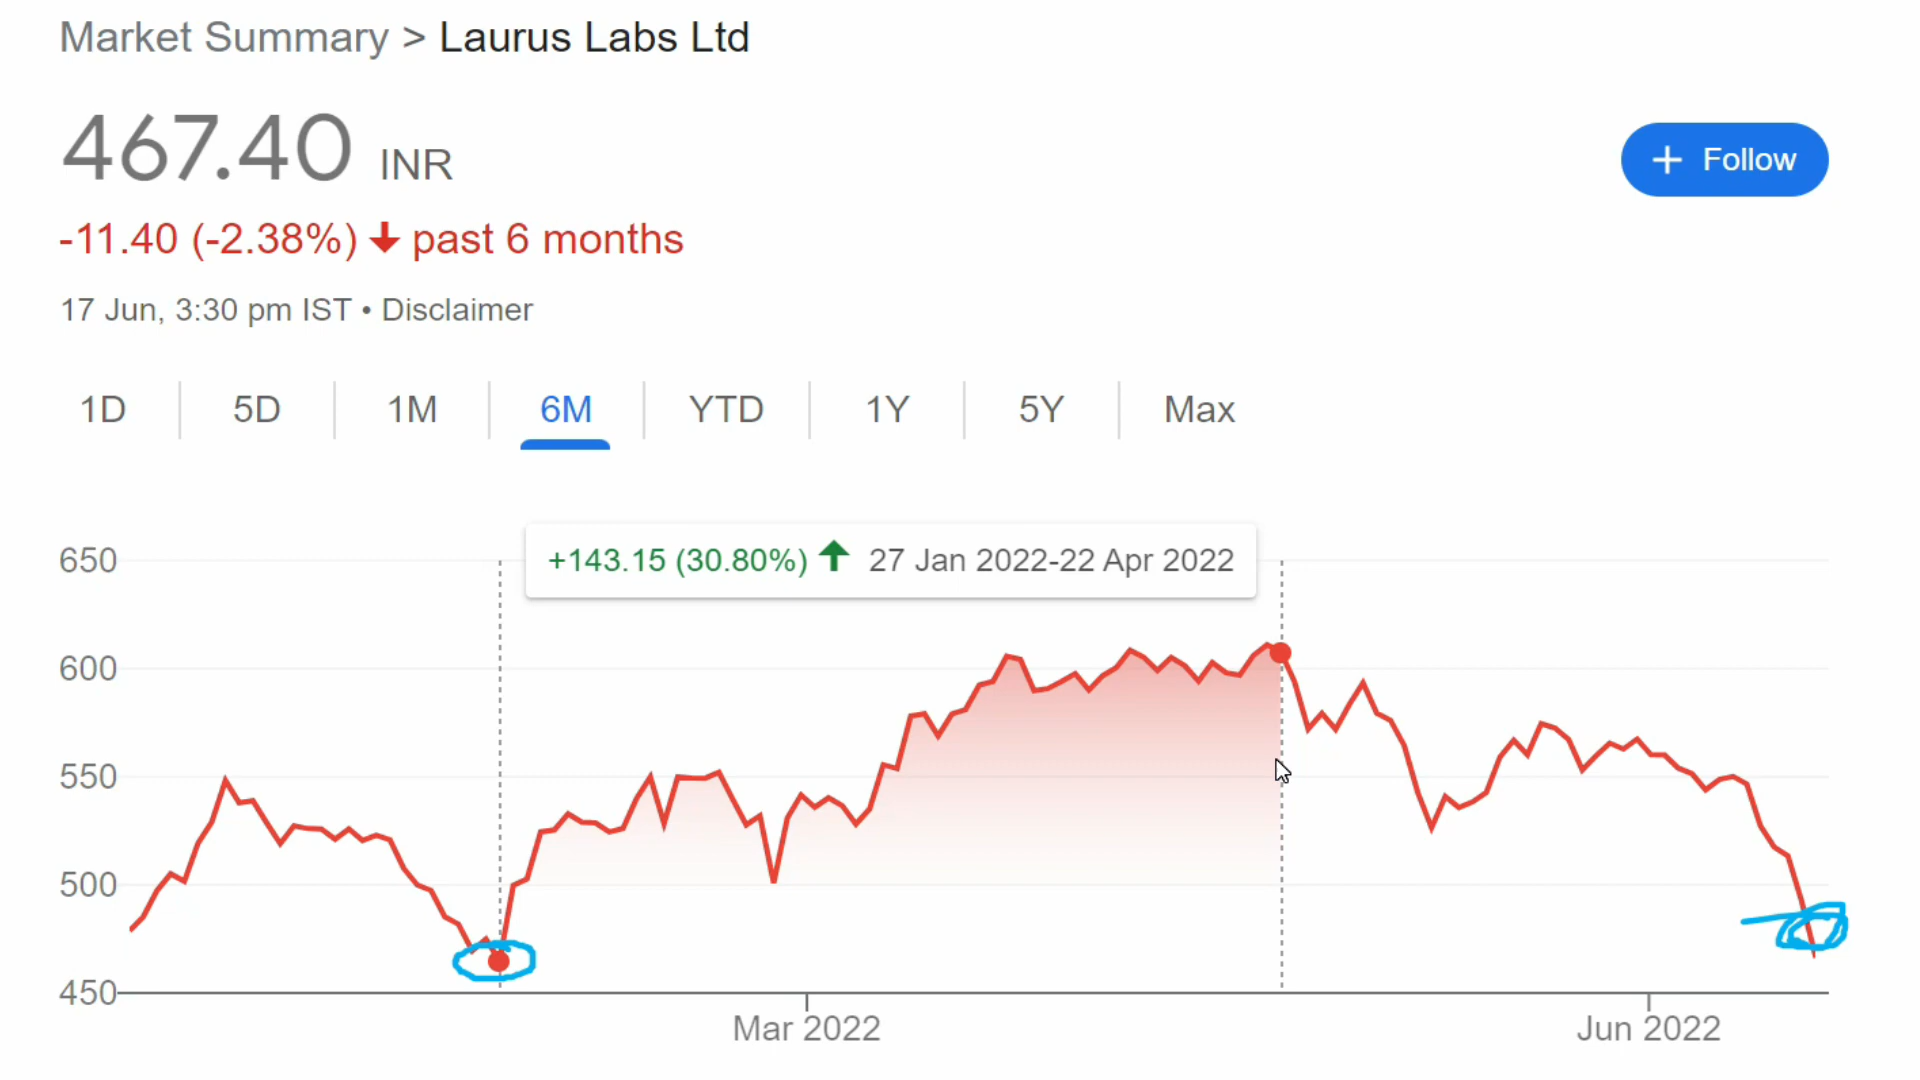 Market Summary > Laurus Labs Ltd
467.40 INR
+ Follow
-11.40 (-2.38%) ↓ past 6 months
17 Jun, 3:30 pm IST • Disclaimer
1D 5D 1M 6M YTD 1Y 5Y Max
+143.15 (30.80%) ↑ 27 Jan 2022-22 Apr 2022
650
600
550
500
450
Mar 2022 Jun 2022